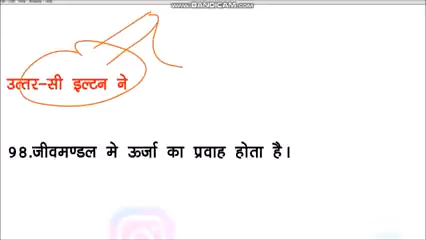 WWW.BANDICAM.COM
उत्तर-सी इल्टन ने
98.जीवमण्डल मे ऊर्जा का प्रवाह होता है।